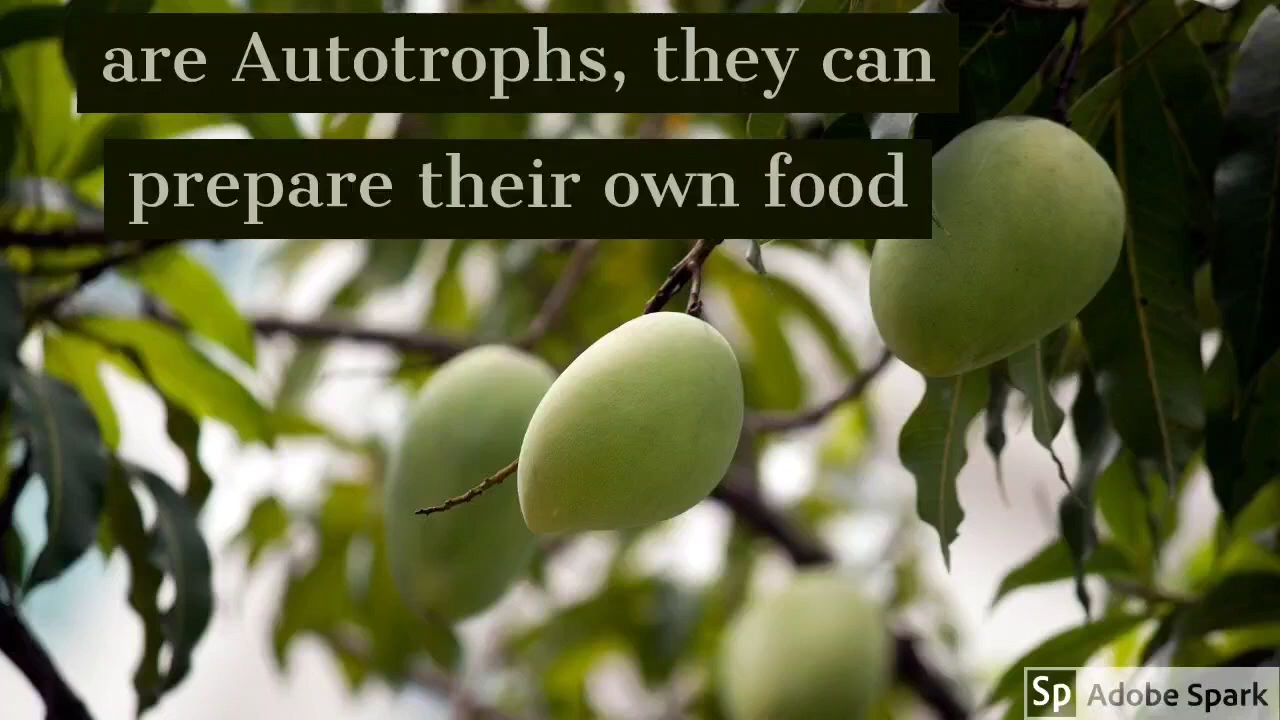 are Autotrophs, they can
prepare their own food
Sp Adobe Spark